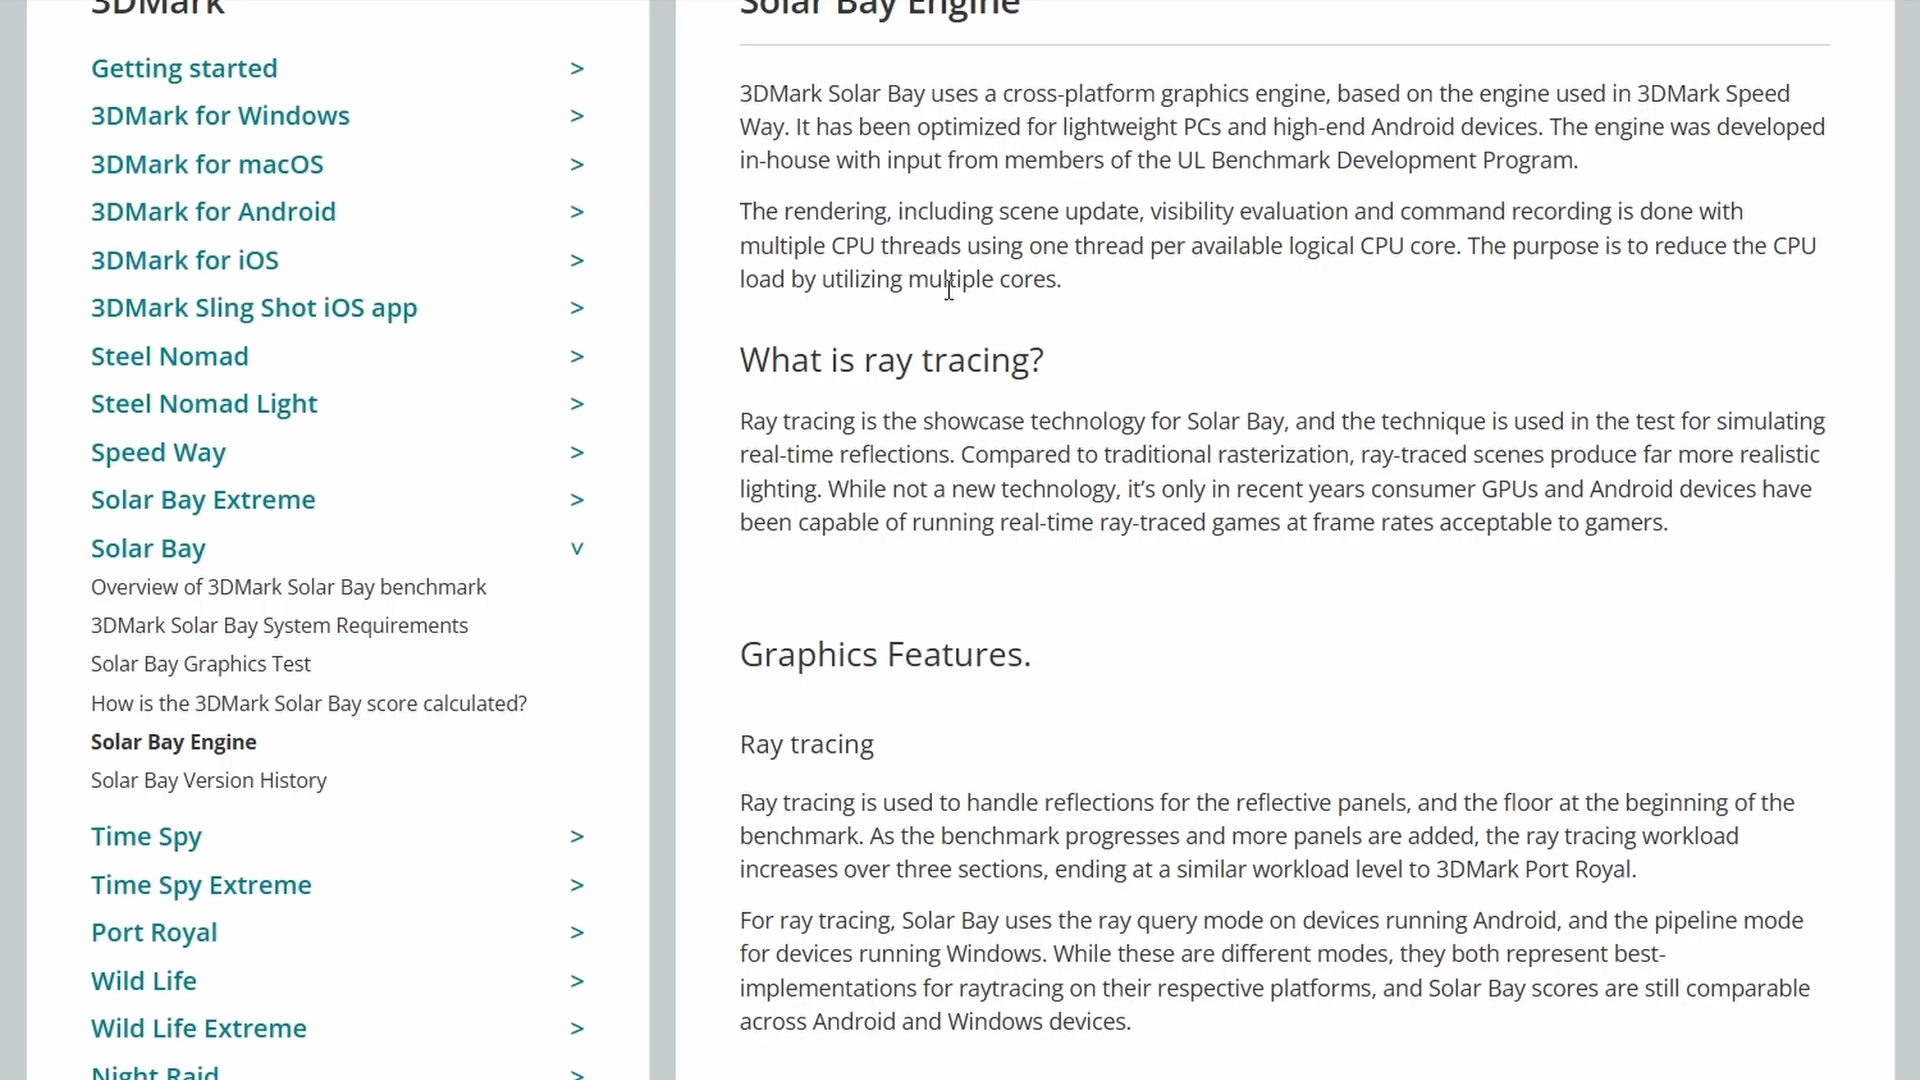 3DMark
Getting started >
3DMark for Windows >
3DMark for macOS >
3DMark for Android >
3DMark for iOS >
3DMark Sling Shot iOS app >
Steel Nomad >
Steel Nomad Light >
Speed Way >
Solar Bay Extreme >
Solar Bay v
Overview of 3DMark Solar Bay benchmark
3DMark Solar Bay System Requirements
Solar Bay Graphics Test
How is the 3DMark Solar Bay score calculated?
Solar Bay Engine
Solar Bay Version History
Time Spy >
Time Spy Extreme >
Port Royal >
Wild Life >
Wild Life Extreme >
Night Raid >
Solar Bay Engine
3DMark Solar Bay uses a cross-platform graphics engine, based on the engine used in 3DMark Speed
Way. It has been optimized for lightweight PCs and high-end Android devices. The engine was developed
in-house with input from members of the UL Benchmark Development Program.
The rendering, including scene update, visibility evaluation and command recording is done with
multiple CPU threads using one thread per available logical CPU core. The purpose is to reduce the CPU
load by utilizing multiple cores.
What is ray tracing?
Ray tracing is the showcase technology for Solar Bay, and the technique is used in the test for simulating
real-time reflections. Compared to traditional rasterization, ray-traced scenes produce far more realistic
lighting. While not a new technology, it’s only in recent years consumer GPUs and Android devices have
been capable of running real-time ray-traced games at frame rates acceptable to gamers.
Graphics Features.
Ray tracing
Ray tracing is used to handle reflections for the reflective panels, and the floor at the beginning of the
benchmark. As the benchmark progresses and more panels are added, the ray tracing workload
increases over three sections, ending at a similar workload level to 3DMark Port Royal.
For ray tracing, Solar Bay uses the ray query mode on devices running Android, and the pipeline mode
for devices running Windows. While these are different modes, they both represent best-
implementations for raytracing on their respective platforms, and Solar Bay scores are still comparable
across Android and Windows devices.